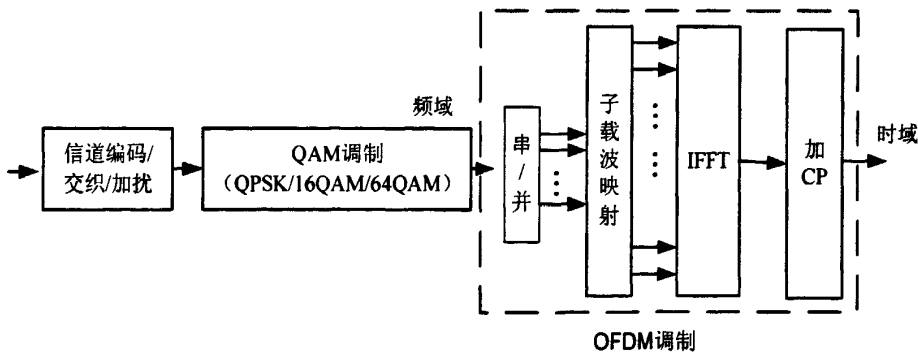 频域
时域
信道编码/
交织/加扰
QAM调制
（QPSK/16QAM/64QAM）
串
/
并
子
载
波
映
射
IFFT
加
CP
OFDM调制